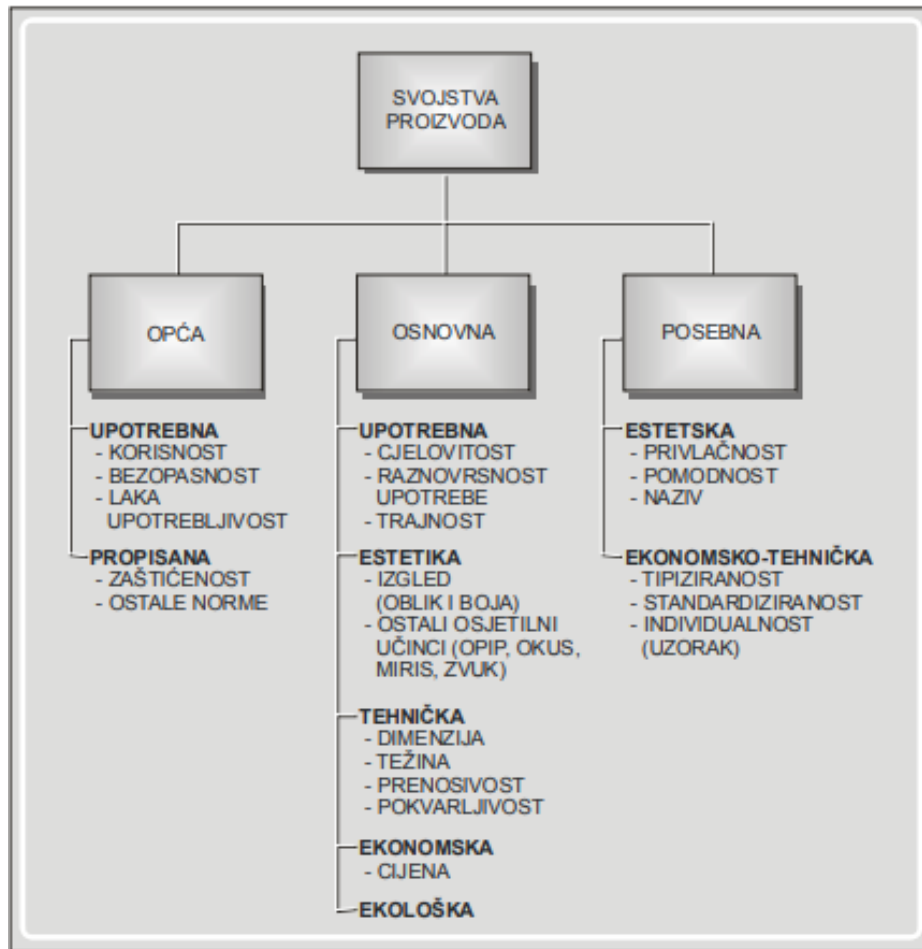 SVOJSTVA
PROIZVODA
OPĆA
UPOTREBNA
- KORISNOST
- BEZOPASNOST
- LAKA
UPOTREBLJIVOST
PROPISANA
- ZAŠTIĆENOST
- OSTALE NORME
OSNOVNA
UPOTREBNA
- CJELOVITOST
- RAZNOVRSNOST
UPOTREBE
- TRAJNOST
ESTETIKA
- IZGLED
(OBLIK I BOJA)
- OSTALI OSJETILNI
UČINCI (OPIP, OKUS,
MIRIS, ZVUK)
TEHNIČKA
- DIMENZIJA
- TEŽINA
- PRENOSIVOST
- POKVARLJIVOST
EKONOMSKA
- CIJENA
EKOLOŠKA
POSEBNA
ESTETSKA
- PRIVLAČNOST
- POMODNOST
- NAZIV
EKONOMSKO-TEHNIČKA
- TIPIZIRANOST
- STANDARDIZIRANOST
- INDIVIDUALNOST
(UZORAK)